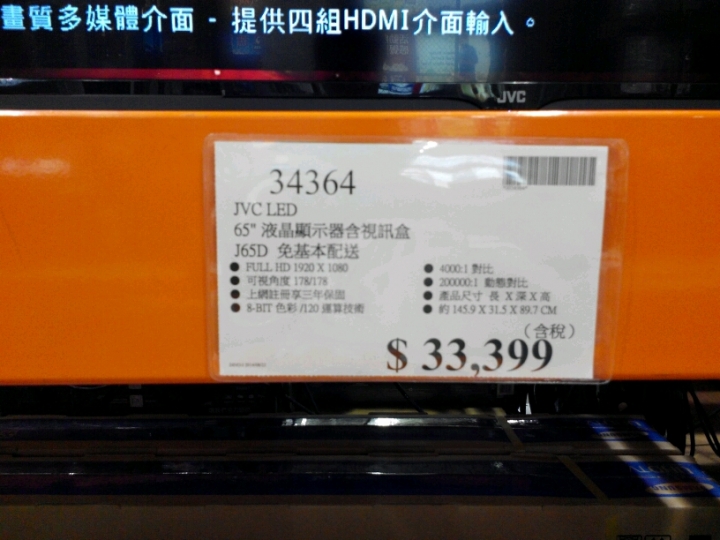 畫質多媒體介面 - 提供四組HDMI介面輸入。
JVC
34364
JVC LED
65" 液晶顯示器含視訊盒
J65D 免基本配送
● FULL HD 1920 X 1080
● 可視角度 178/178
● 上網註冊享三年保固
● 8-BIT 色彩 /120 運算技術
● 4000:1 對比
● 200000:1 動態對比
● 產品尺寸 長 X 深 X 高
● 約 145.9 X 31.5 X 89.7 CM
(含稅)
$ 33,399